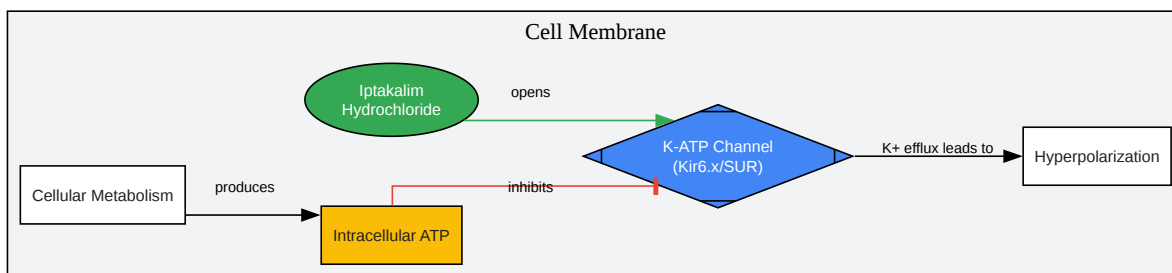 Cell Membrane
Iptakalim
Hydrochloride
opens
K-ATP Channel
(Kir6.x/SUR)
K+ efflux leads to
Hyperpolarization
Cellular Metabolism
produces
inhibits
Intracellular ATP